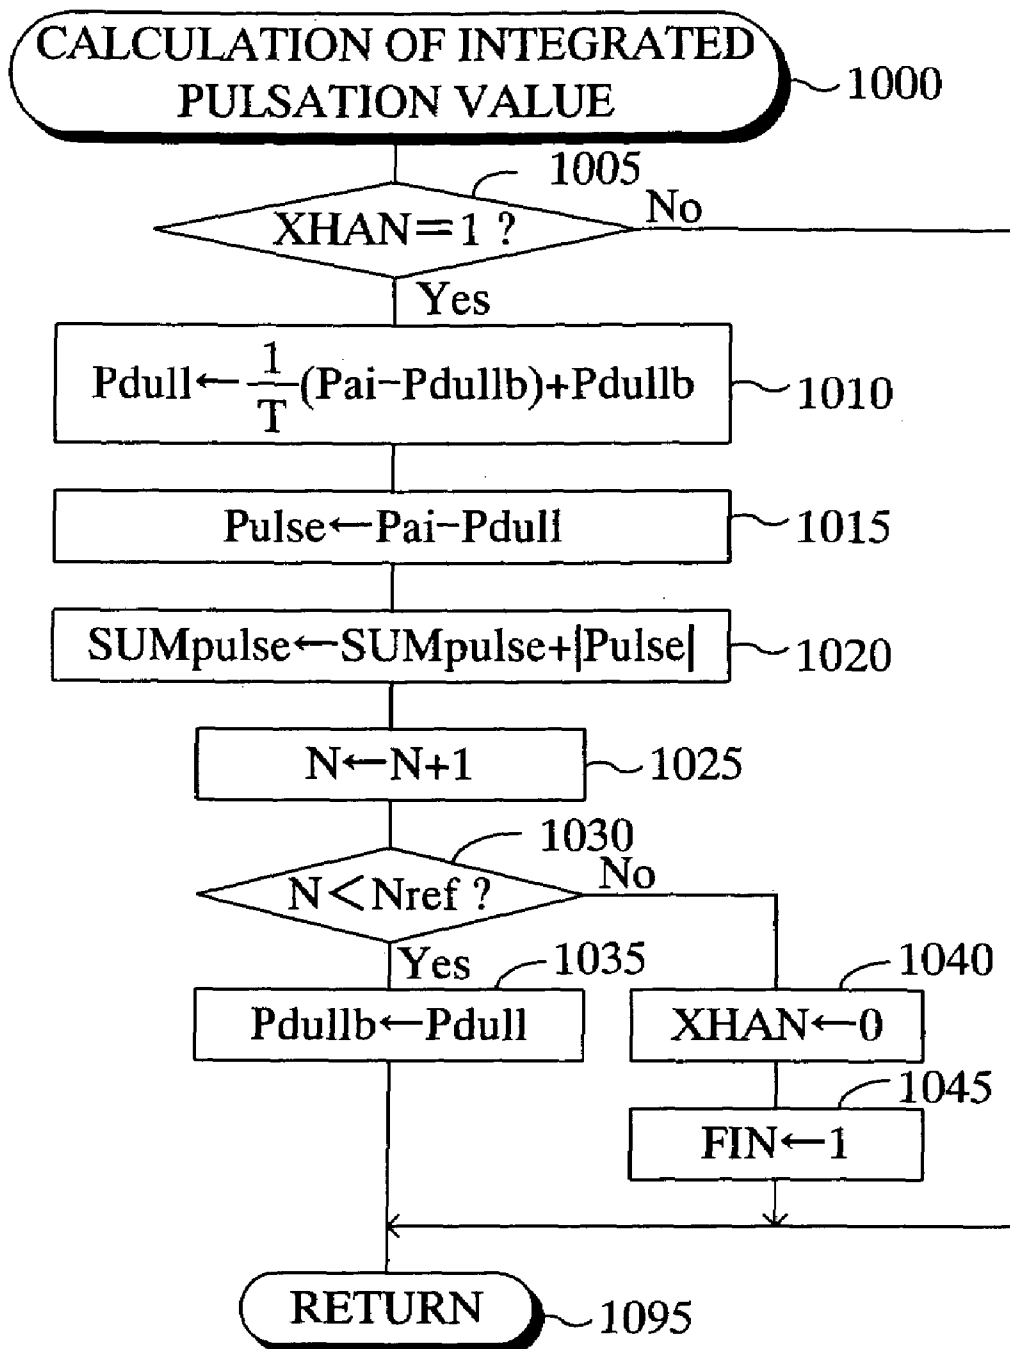 CALCULATION OF INTEGRATED
PULSATION VALUE
1000
1005
XHAN=1 ?
No
Yes
Pdull←1/T(Pai-Pdullb)+Pdullb
1010
Pulse←Pai-Pdull
1015
SUMpulse←SUMpulse+|Pulse|
1020
N←N+1
1025
1030
N<Nref ?
No
Yes
1035
Pdullb←Pdull
1040
XHAN←0
1045
FIN←1
RETURN
1095